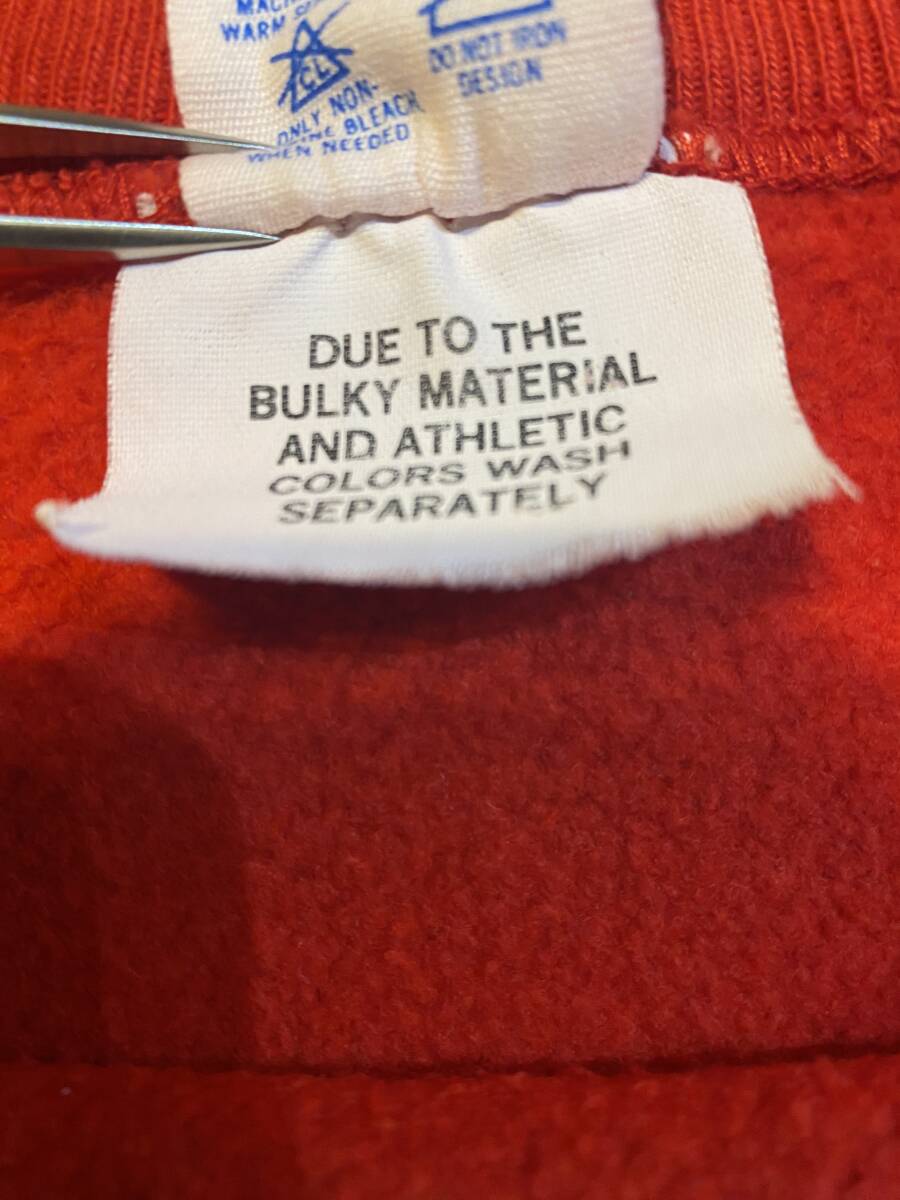 WARM
CL
ONLY NON-
BLEACH
WHEN NEEDED
DO NOT IRON
DESIGN
DUE TO THE
BULKY MATERIAL
AND ATHLETIC
COLORS WASH
SEPARATELY